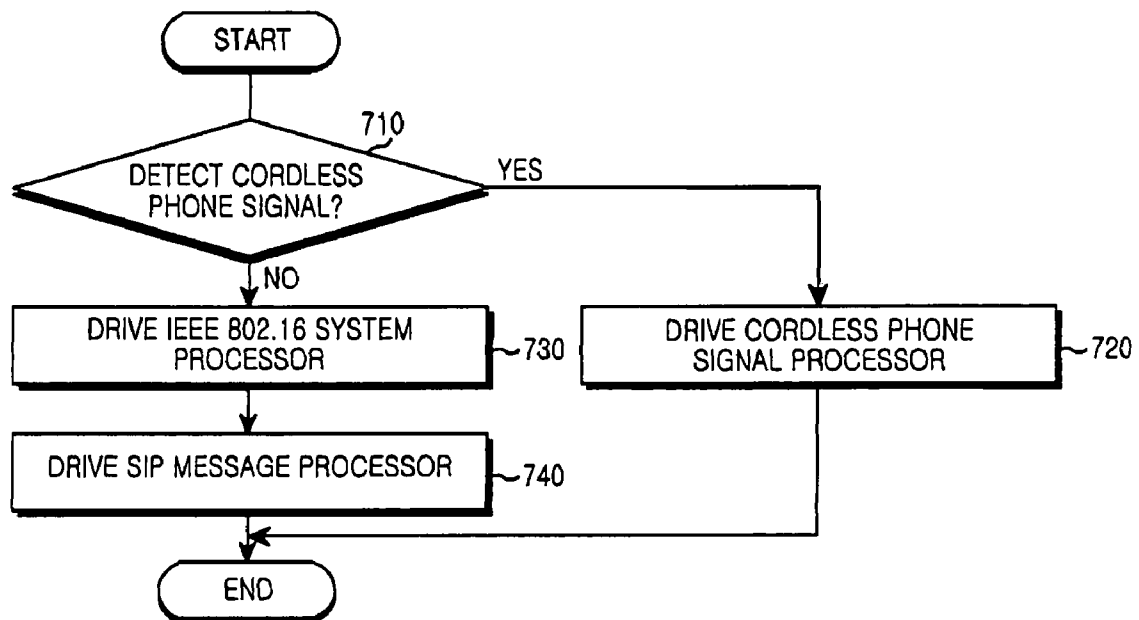 START
710
DETECT CORDLESS
PHONE SIGNAL?
YES
NO
DRIVE IEEE 802.16 SYSTEM
PROCESSOR
730
DRIVE CORDLESS PHONE
SIGNAL PROCESSOR
720
DRIVE SIP MESSAGE PROCESSOR
740
END